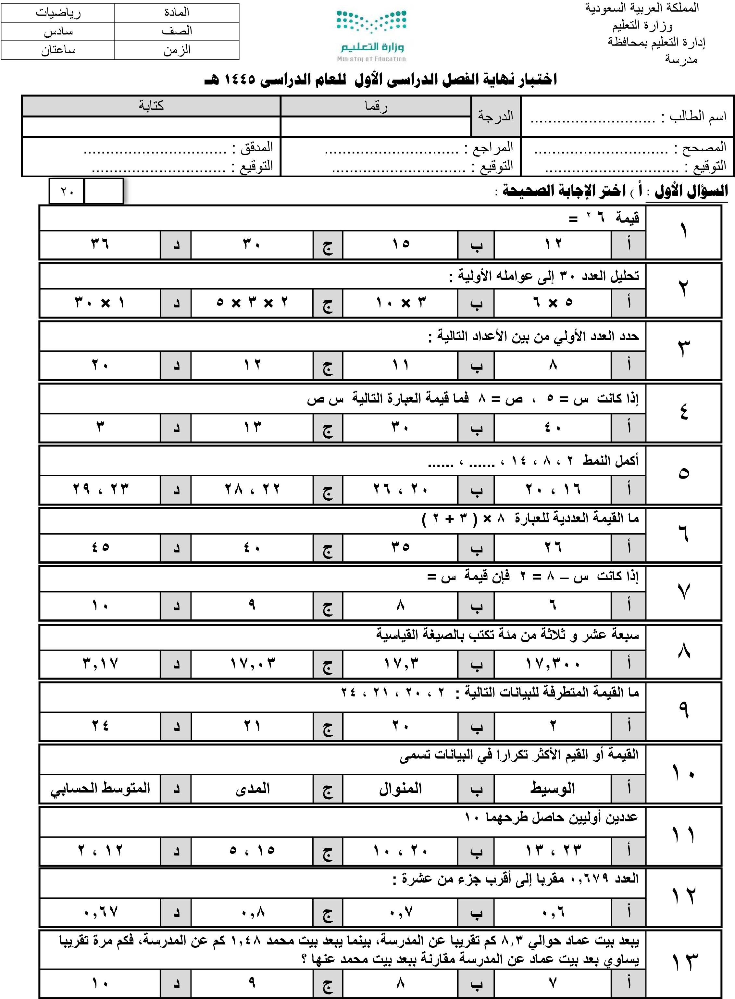 المملكة العربية السعودية
وزارة التعليم
إدارة التعليم بمحافظة
مدرسة
وزارة التعليم
Ministry of Education
المادة رياضيات
الصف سادس
الزمن ساعتان
اختبار نهاية الفصل الدراسي الأول للعام الدراسي ١٤٤٥ هـ
اسم الطالب : ............................ الدرجة رقما كتابة
المصحح : .............................. المراجع : .............................. المدقق : ................................
التوقيع : .............................. التوقيع : .............................. التوقيع : ..............................
السؤال الأول : أ ) اختر الإجابة الصحيحة :
٢٠
١ قيمة ٦ ٢ =
أ ١٢ ب ١٥ ج ٣٠ د ٣٦
٢ تحليل العدد ٣٠ إلى عوامله الأولية :
أ ٥ × ٦ ب ٣ × ١٠ ج ٢ × ٣ × ٥ د ١ × ٣٠
٣ حدد العدد الأولي من بين الأعداد التالية :
أ ٨ ب ١١ ج ١٢ د ٢٠
٤ إذا كانت س = ٥ ، ص = ٨ فما قيمة العبارة التالية س ص
أ ٤٠ ب ٣٠ ج ١٣ د ٣
٥ أكمل النمط ٢ ، ٨ ، ١٤ ، ...... ، ......
أ ١٦ ، ٢٠ ب ٢٠ ، ٢٦ ج ٢٢ ، ٢٨ د ٢٣ ، ٢٩
٦ ما القيمة العددية للعبارة ٨ × ( ٣ + ٢ )
أ ٢٦ ب ٣٥ ج ٤٠ د ٤٥
٧ إذا كانت س – ٨ = ٢ فإن قيمة س =
أ ٦ ب ٨ ج ٩ د ١٠
٨ سبعة عشر و ثلاثة من مئة تكتب بالصيغة القياسية
أ ١٧,٣٠٠ ب ١٧,٣ ج ١٧,٠٣ د ٣,١٧
٩ ما القيمة المتطرفة للبيانات التالية : ٢ ، ٢٠ ، ٢١ ، ٢٤
أ ٢ ب ٢٠ ج ٢١ د ٢٤
١٠ القيمة أو القيم الأكثر تكرارا في البيانات تسمى
أ الوسيط ب المنوال ج المدى د المتوسط الحسابي
١١ عددين أوليين حاصل طرحهما ١٠
أ ٢٣ ، ١٣ ب ٢٠ ، ١٠ ج ١٥ ، ٥ د ١٢ ، ٢
١٢ العدد ٠,٦٧٩ مقربا إلى أقرب جزء من عشرة :
أ ٠,٦ ب ٠,٧ ج ٠,٨ د ٠,٦٧
١٣ يبعد بيت عماد حوالي ٨,٣ كم تقريبا عن المدرسة، بينما يبعد بيت محمد ١,٤٨ كم عن المدرسة، فكم مرة تقريبا
يساوي بعد بيت عماد عن المدرسة مقارنة ببعد بيت محمد عنها ؟
أ ٧ ب ٨ ج ٩ د ١٠